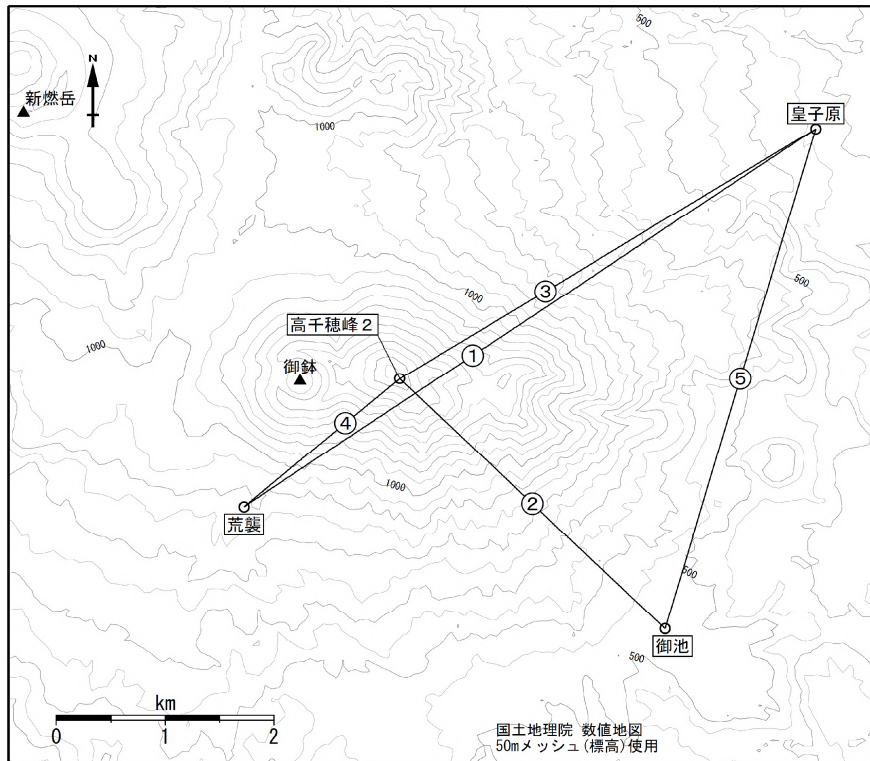 500
N
新燃岳
皇子原
1000
500
1000
③
高千穂峰2
①
1000
御鉢
⑤
④
1000
②
荒襲
500
御池
500
km
0 1 2
国土地理院 数値地図
50mメッシュ(標高)使用